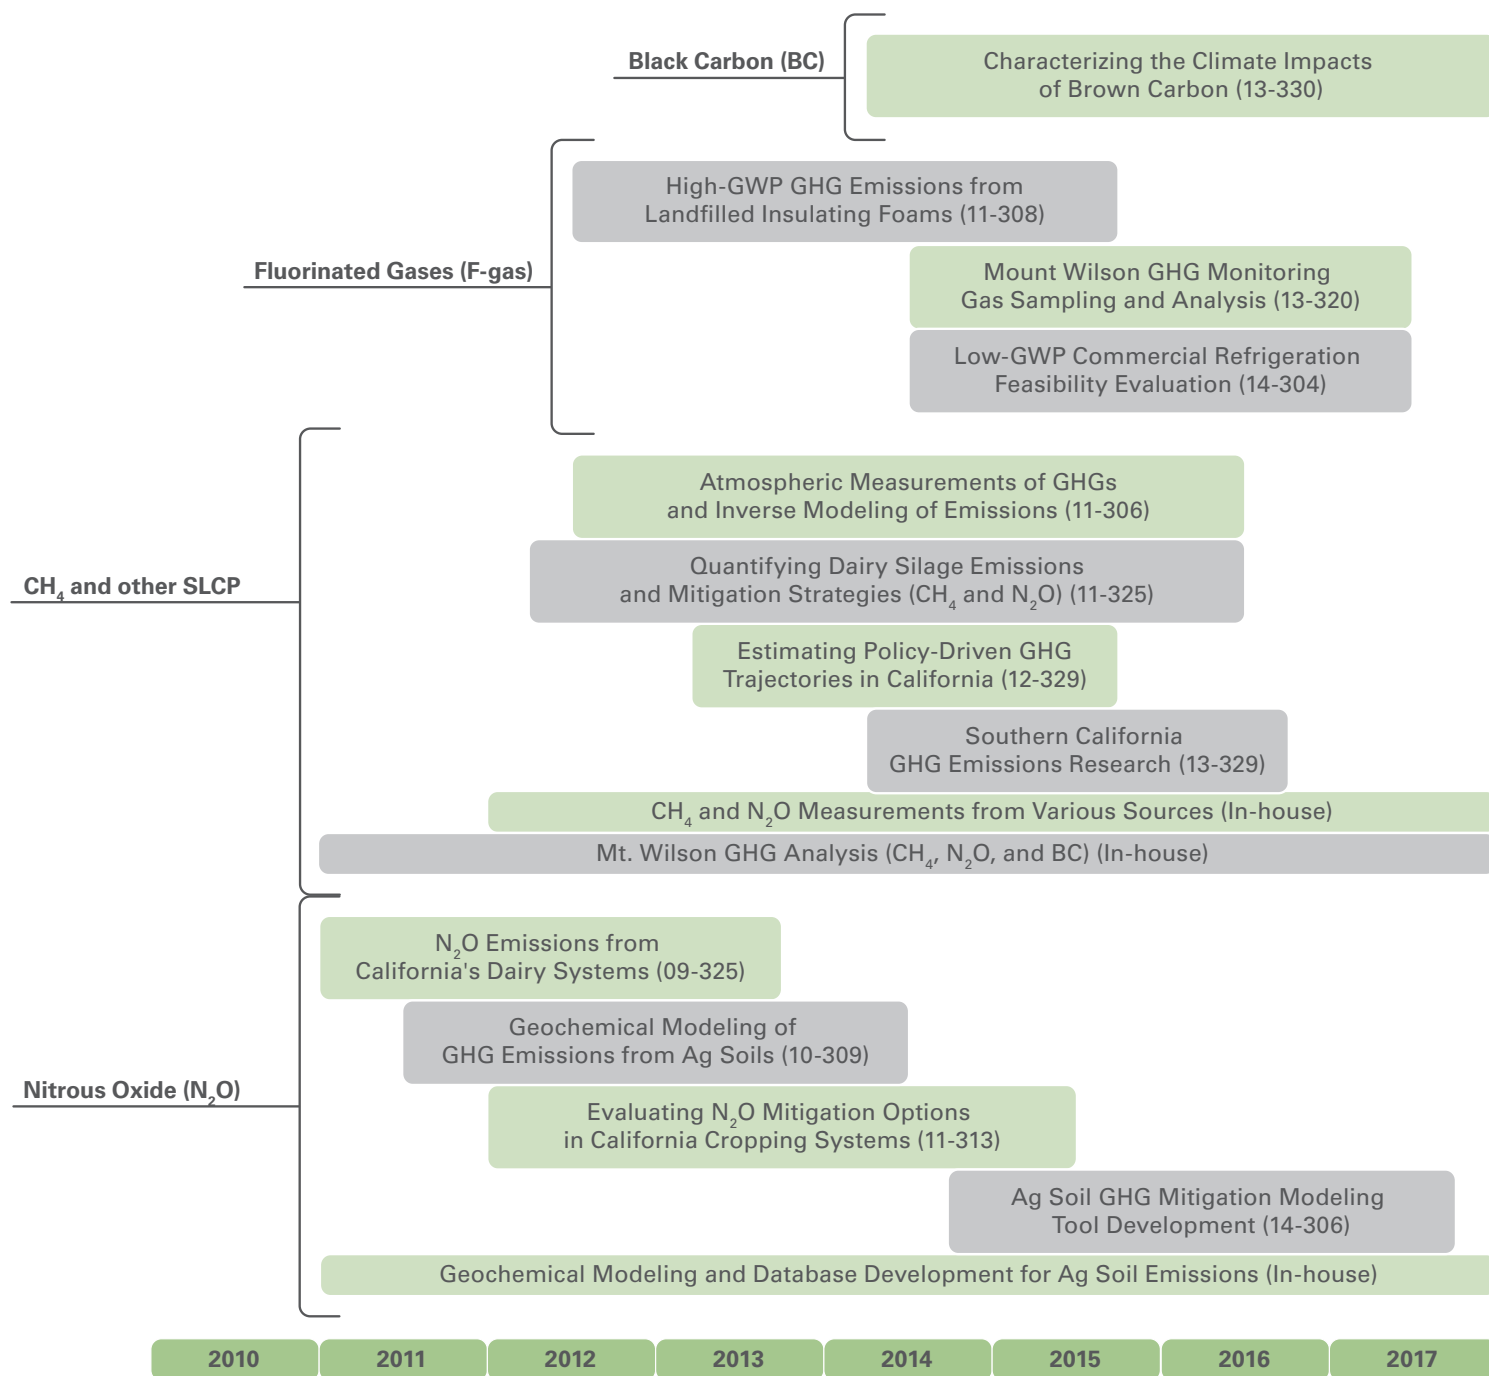 Black Carbon (BC)
Characterizing the Climate Impacts
of Brown Carbon (13-330)
Fluorinated Gases (F-gas)
High-GWP GHG Emissions from
Landfilled Insulating Foams (11-308)
Mount Wilson GHG Monitoring
Gas Sampling and Analysis (13-320)
Low-GWP Commercial Refrigeration
Feasibility Evaluation (14-304)
CH₄ and other SLCP
Atmospheric Measurements of GHGs
and Inverse Modeling of Emissions (11-306)
Quantifying Dairy Silage Emissions
and Mitigation Strategies (CH₄ and N₂O) (11-325)
Estimating Policy-Driven GHG
Trajectories in California (12-329)
Southern California
GHG Emissions Research (13-329)
CH₄ and N₂O Measurements from Various Sources (In-house)
Mt. Wilson GHG Analysis (CH₄, N₂O, and BC) (In-house)
Nitrous Oxide (N₂O)
N₂O Emissions from
California's Dairy Systems (09-325)
Geochemical Modeling of
GHG Emissions from Ag Soils (10-309)
Evaluating N₂O Mitigation Options
in California Cropping Systems (11-313)
Ag Soil GHG Mitigation Modeling
Tool Development (14-306)
Geochemical Modeling and Database Development for Ag Soil Emissions (In-house)
2010 2011 2012 2013 2014 2015 2016 2017